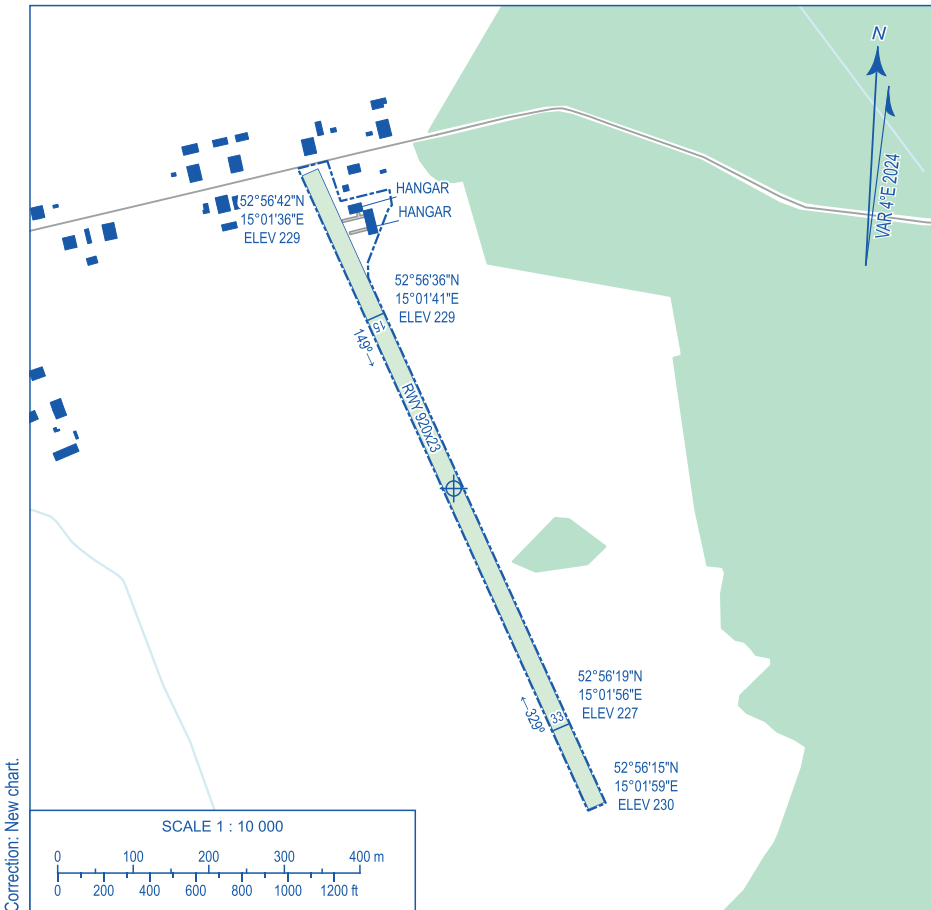 N
VAR 4°E 2024
HANGAR
HANGAR
52°56'42"N
15°01'36"E
ELEV 229
52°56'36"N
15°01'41"E
ELEV 229
15
149º →
RWY 920x23
52°56'19"N
15°01'56"E
ELEV 227
33
←329º
52°56'15"N
15°01'59"E
ELEV 230
Correction: New chart.
SCALE 1 : 10 000
0 100 200 300 400 m
0 200 400 600 800 1000 1200 ft